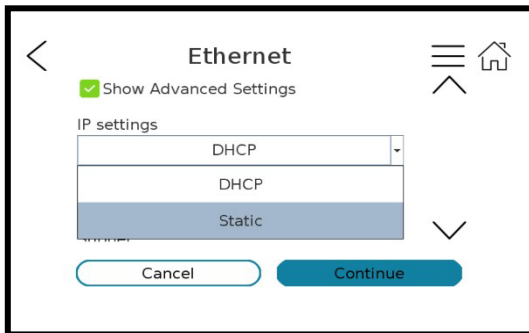 Ethernet
Show Advanced Settings
IP settings
DHCP
DHCP
Static
Cancel
Continue